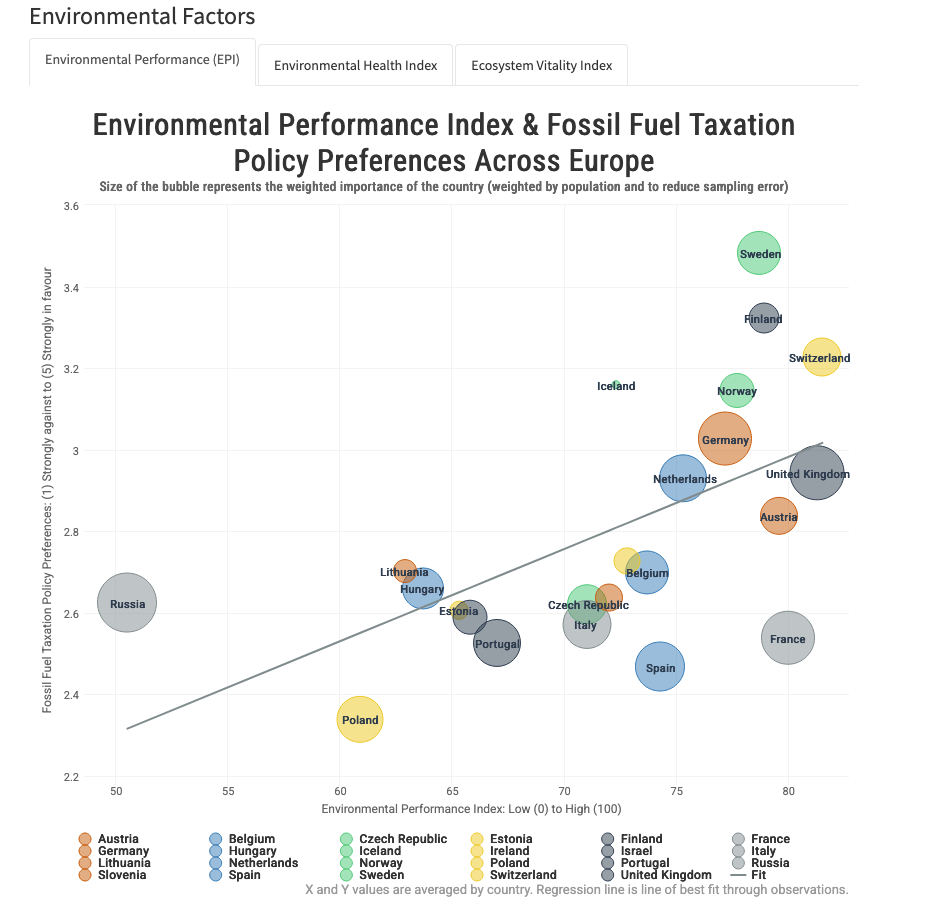 Environmental Factors
Environmental Performance (EPI)
Environmental Health Index
Ecosystem Vitality Index
Environmental Performance Index & Fossil Fuel Taxation
Policy Preferences Across Europe
Size of the bubble represents the weighted importance of the country (weighted by population and to reduce sampling error)
Fossil Fuel Taxation Policy Preferences: (1) Strongly against to (5) Strongly in favour
3.6
3.4
3.2
3
2.8
2.6
2.4
2.2
Sweden
Finland
Switzerland
Iceland
Norway
Germany
United Kingdom
Netherlands
Austria
Lithuania
Belgium
Hungary
Russia
Czech Republic
Estonia
Italy
France
Portugal
Spain
Poland
50
55
60
65
70
75
80
Environmental Performance Index: Low (0) to High (100)
Austria Belgium Czech Republic Estonia Finland France
Germany Hungary Iceland Ireland Israel Italy
Lithuania Netherlands Norway Poland Portugal Russia
Slovenia Spain Sweden Switzerland United Kingdom Fit
X and Y values are averaged by country. Regression line is line of best fit through observations.